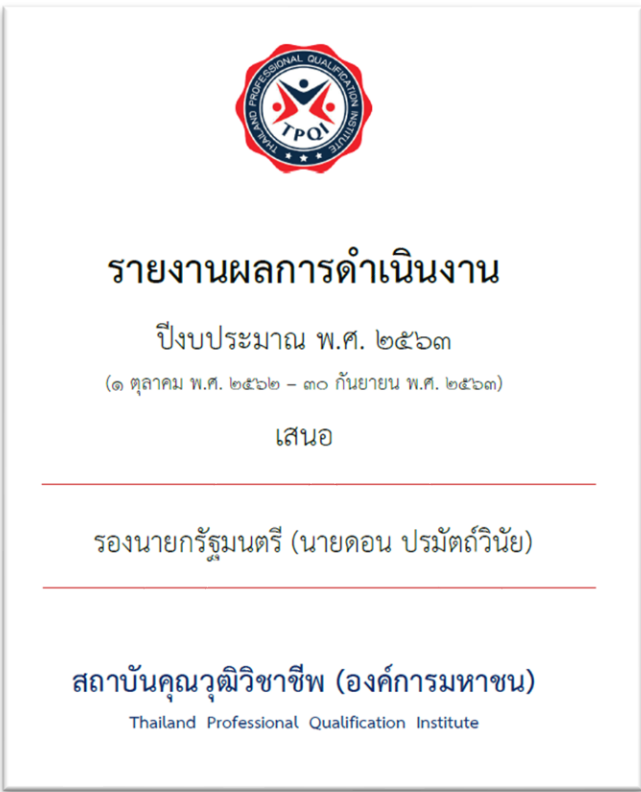 THAILAND PROFESSIONAL QUALIFICATION INSTITUTE
TPQI
รายงานผลการดำเนินงาน
ปีงบประมาณ พ.ศ. ๒๕๖๓
(๑ ตุลาคม พ.ศ. ๒๕๖๒ – ๓๐ กันยายน พ.ศ. ๒๕๖๓)
เสนอ
รองนายกรัฐมนตรี (นายดอน ปรมัตถ์วินัย)
สถาบันคุณวุฒิวิชาชีพ (องค์การมหาชน)
Thailand Professional Qualification Institute